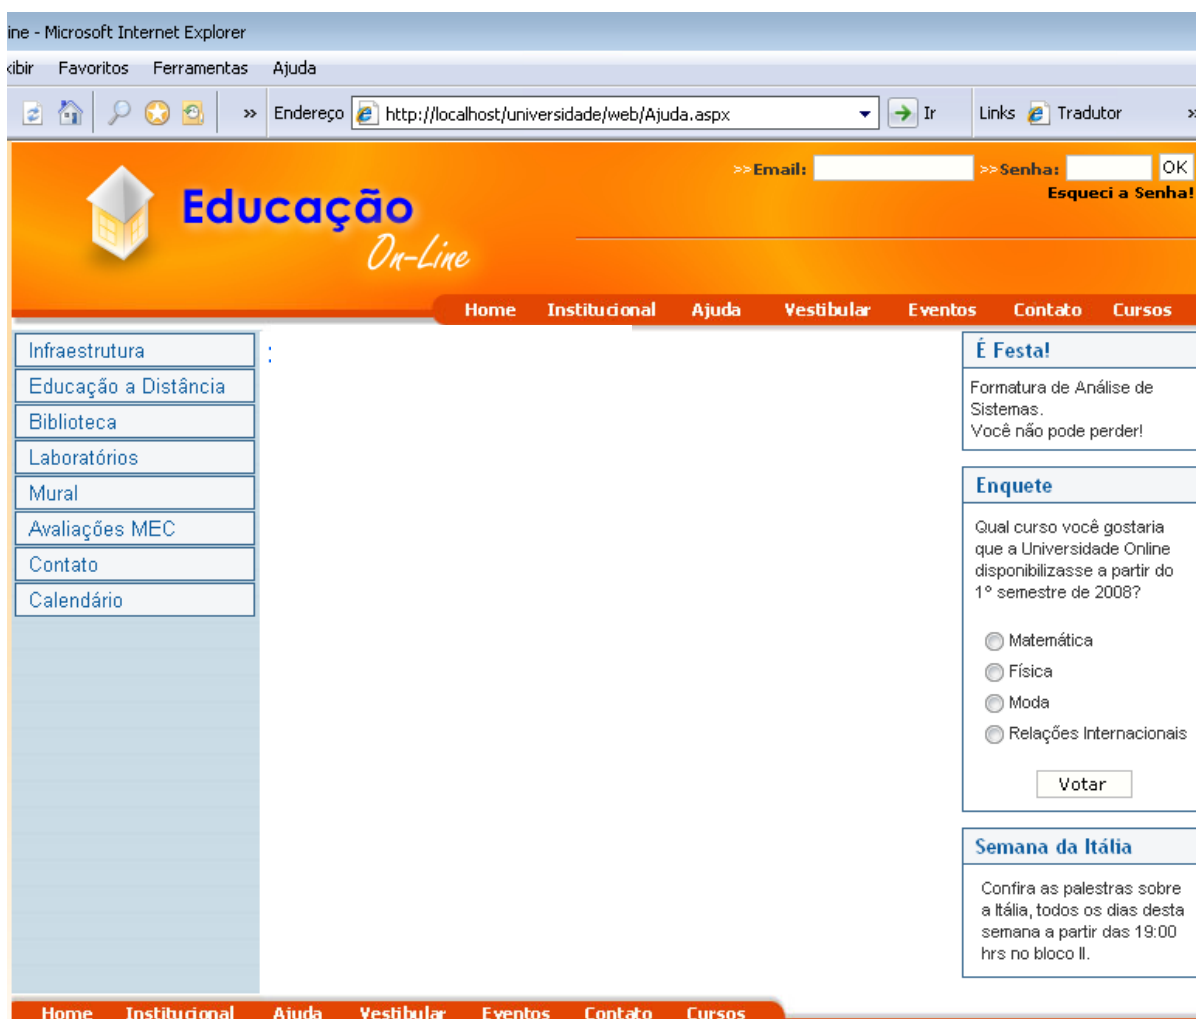 ine - Microsoft Internet Explorer
xibir Favoritos Ferramentas Ajuda
» Endereço http://localhost/universidade/web/Ajuda.aspx Ir Links Tradutor »
>>Email: >>Senha: OK
Esqueci a Senha!
Educação
On-Line
Home Institucional Ajuda Vestibular Eventos Contato Cursos
Infraestrutura
Educação a Distância
Biblioteca
Laboratórios
Mural
Avaliações MEC
Contato
Calendário
:
É Festa!
Formatura de Análise de
Sistemas.
Você não pode perder!
Enquete
Qual curso você gostaria
que a Universidade Online
disponibilizasse a partir do
1º semestre de 2008?
Matemática
Física
Moda
Relações Internacionais
Votar
Semana da Itália
Confira as palestras sobre
a Itália, todos os dias desta
semana a partir das 19:00
hrs no bloco II.
Home Institucional Ajuda Vestibular Eventos Contato Cursos